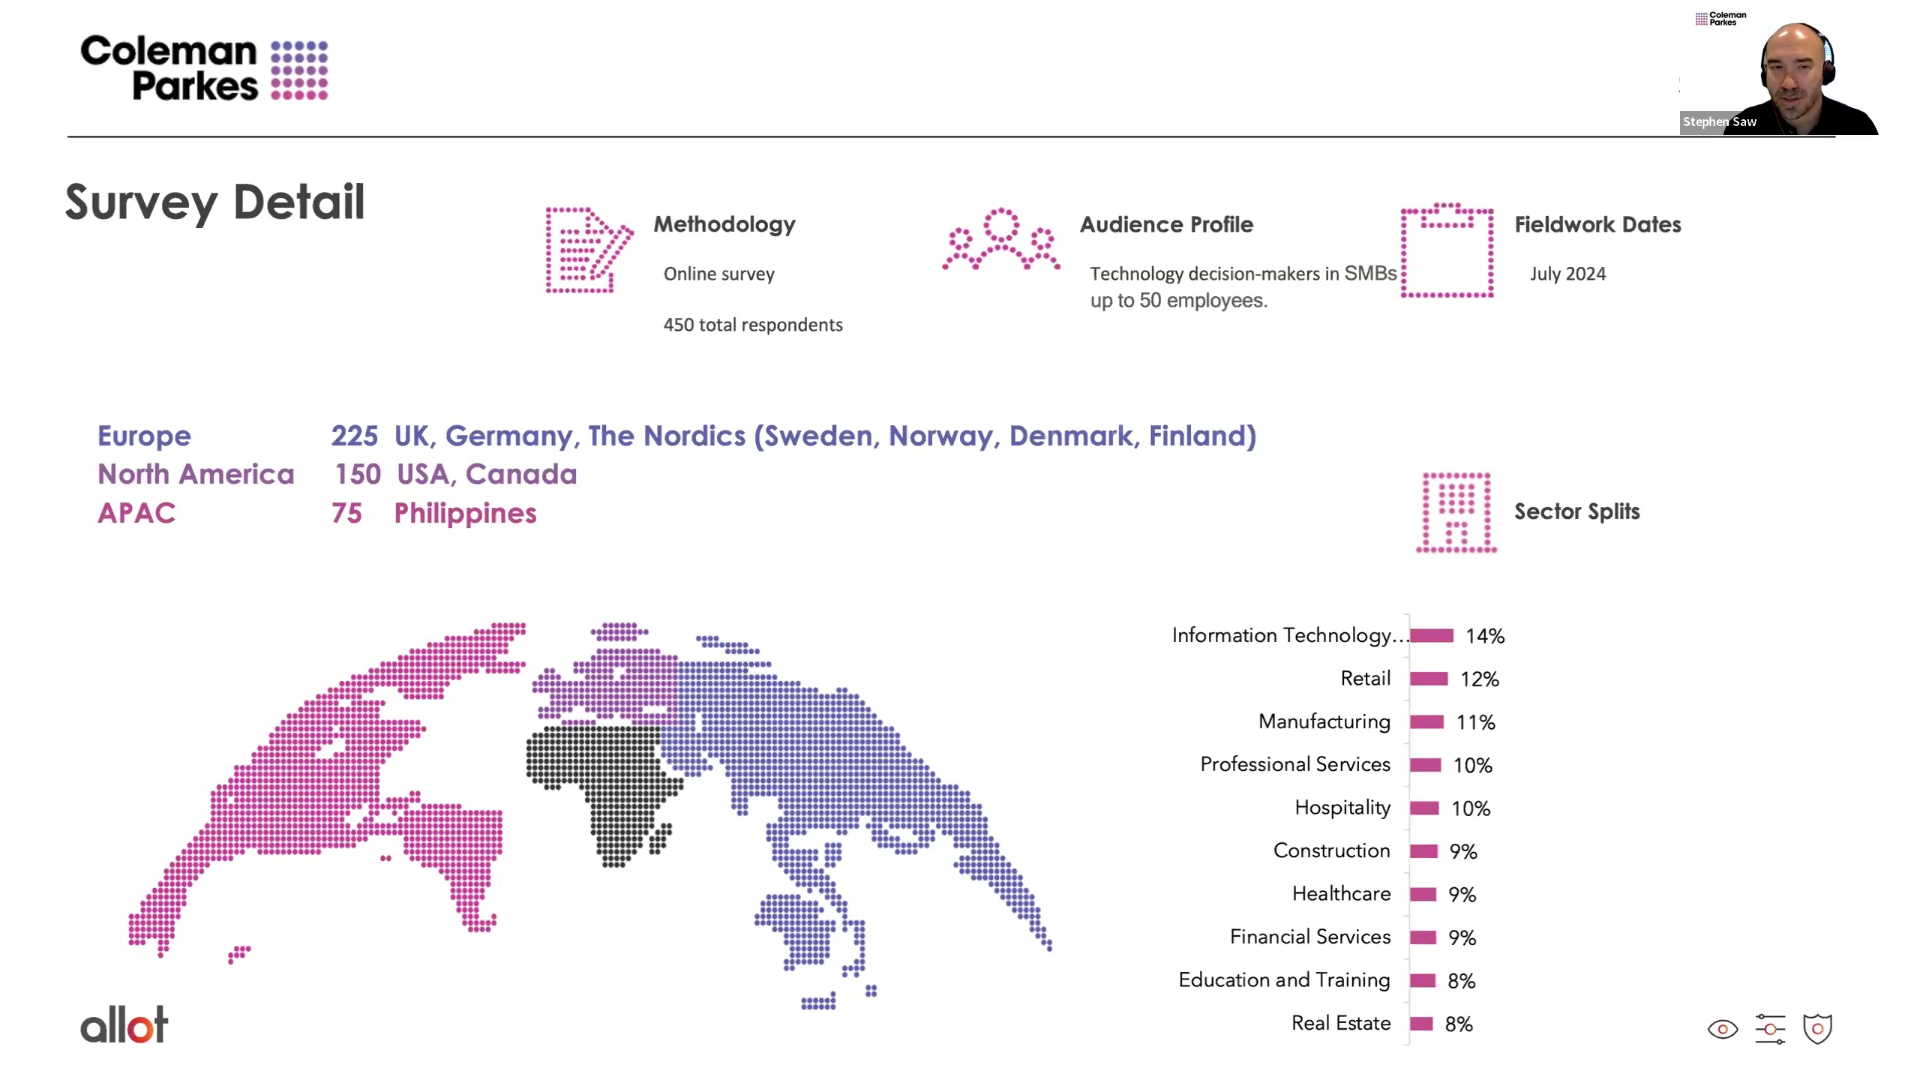 Coleman
Parkes
Coleman
Parkes
Stephen Saw
Survey Detail
Methodology
Online survey
450 total respondents
Audience Profile
Technology decision-makers in SMBs
up to 50 employees.
Fieldwork Dates
July 2024
Europe 225 UK, Germany, The Nordics (Sweden, Norway, Denmark, Finland)
North America 150 USA, Canada
APAC 75 Philippines
Sector Splits
Information Technology... 14%
Retail 12%
Manufacturing 11%
Professional Services 10%
Hospitality 10%
Construction 9%
Healthcare 9%
Financial Services 9%
Education and Training 8%
Real Estate 8%
allot